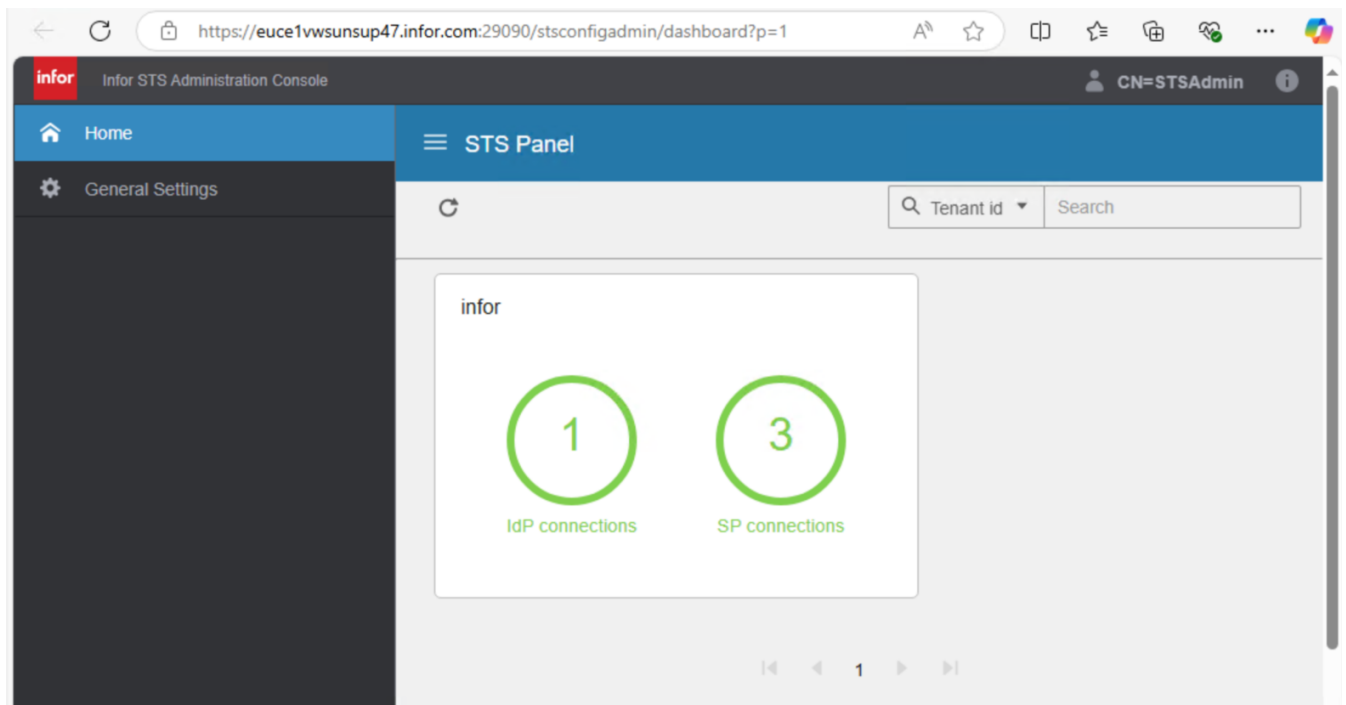 https://euce1vwsunsup47.infor.com:29090/stsconfigadmin/dashboard?p=1
infor Infor STS Administration Console CN=STSAdmin
Home
STS Panel
General Settings
Tenant id Search
infor
1 3
IdP connections SP connections
1